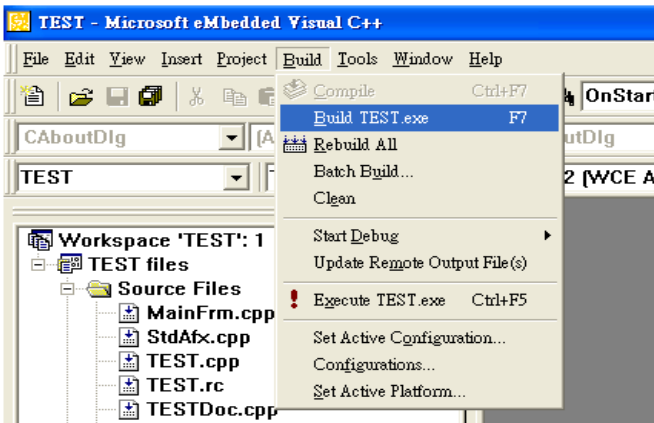 TEST - Microsoft eMbedded Visual C++
File Edit View Insert Project Build Tools Window Help
OnStar
CAboutDlg (A utDlg
TEST 2 (WCE A
Compile Ctrl+F7
Build TEST.exe F7
Rebuild All
Batch Build...
Clean
Start Debug
Update Remote Output File(s)
Execute TEST.exe Ctrl+F5
Set Active Configuration...
Configurations...
Set Active Platform...
Workspace 'TEST': 1
TEST files
Source Files
MainFrm.cpp
StdAfx.cpp
TEST.cpp
TEST.rc
TESTDoc.cpp